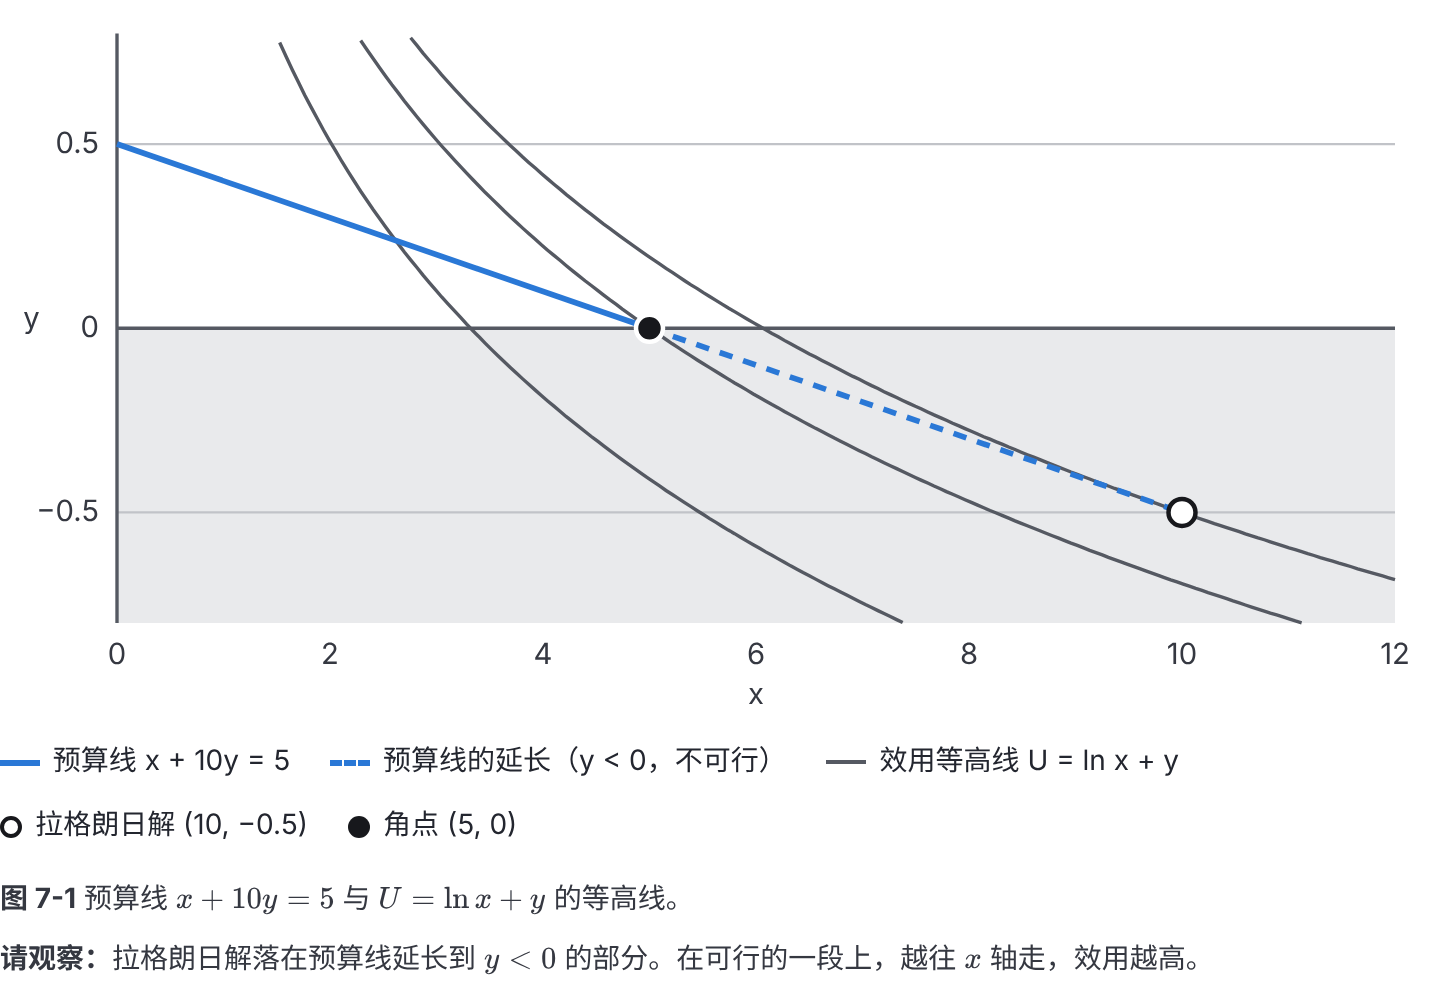 0.5
y
0
−0.5
0 2 4 6 8 10 12
x
预算线 x + 10y = 5 预算线的延长（y < 0，不可行） 效用等高线 U = ln x + y
拉格朗日解 (10, −0.5) 角点 (5, 0)
图 7-1 预算线 x + 10y = 5 与 U = ln x + y 的等高线。
请观察：拉格朗日解落在预算线延长到 y < 0 的部分。在可行的一段上，越往 x 轴走，效用越高。